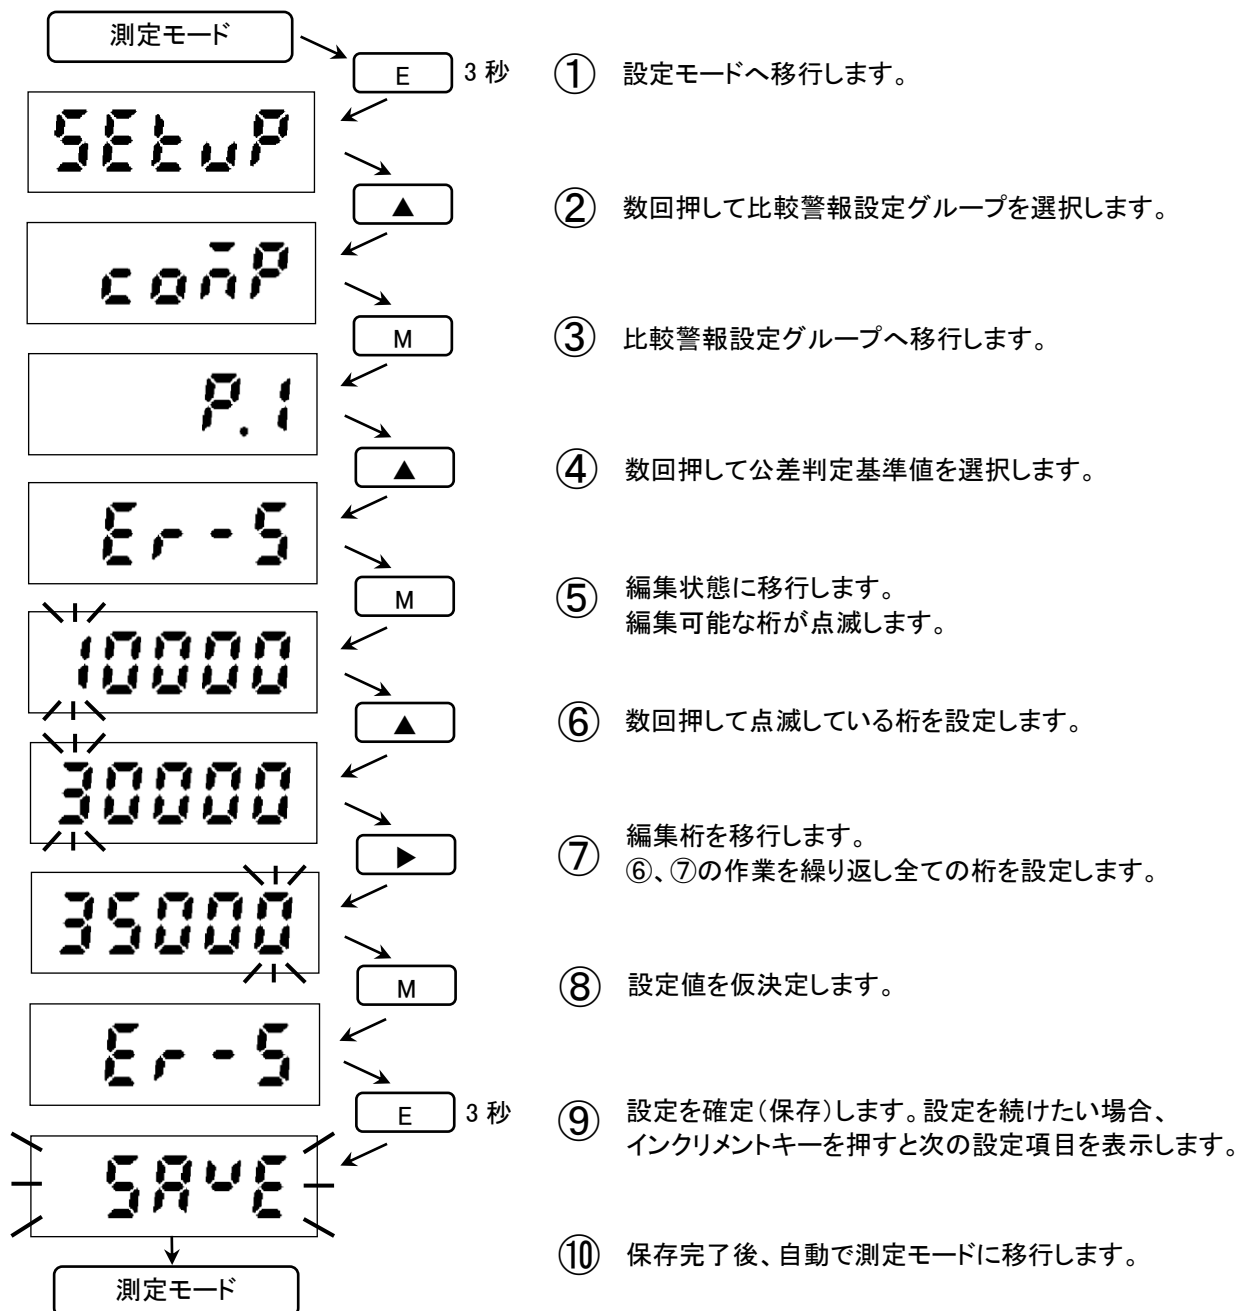 測定モード
E 3秒 ① 設定モードへ移行します。
SEtuP
▲ ② 数回押して比較警報設定グループを選択します。
comP
M ③ 比較警報設定グループへ移行します。
P.1
▲ ④ 数回押して公差判定基準値を選択します。
Er-S
M ⑤ 編集状態に移行します。
編集可能な桁が点滅します。
10000
▲ ⑥ 数回押して点滅している桁を設定します。
30000
▶ ⑦ 編集桁を移行します。
⑥、⑦の作業を繰り返し全ての桁を設定します。
35000
M ⑧ 設定値を仮決定します。
Er-S
E 3秒 ⑨ 設定を確定(保存)します。設定を続けたい場合、
インクリメントキーを押すと次の設定項目を表示します。
SAvE
⑩ 保存完了後、自動で測定モードに移行します。
測定モード